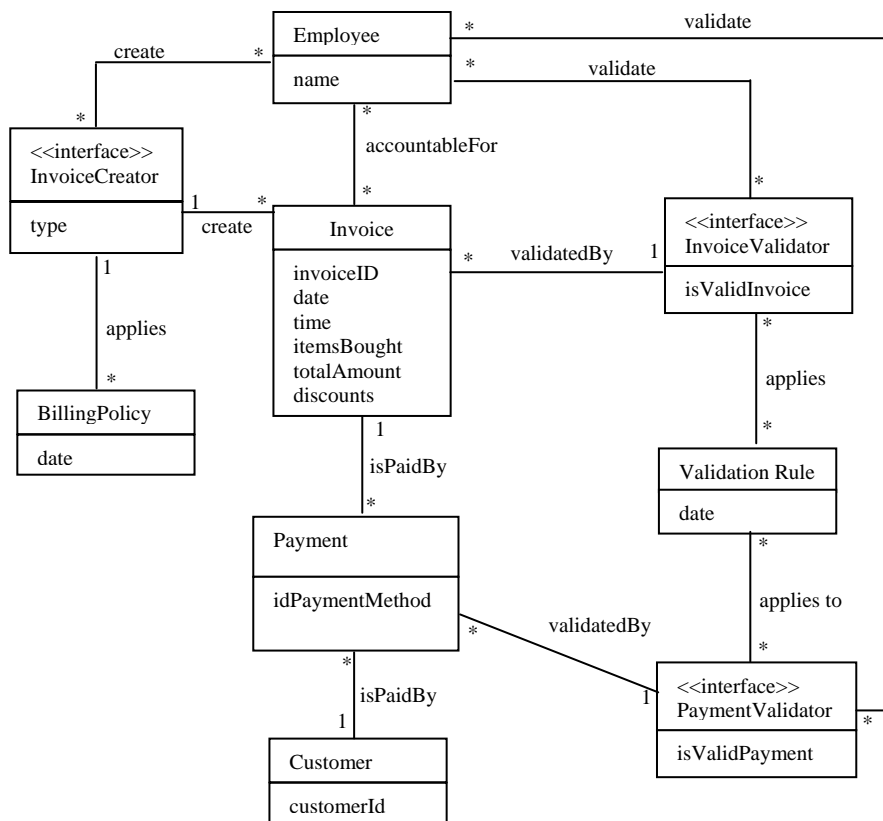 Employee
name
*
validate
*
validate
*
create
*
*
accountableFor
*
<<interface>>
InvoiceCreator
type
1
create
*
Invoice
invoiceID
date
time
itemsBought
totalAmount
discounts
*
validatedBy
1
*
<<interface>>
InvoiceValidator
isValidInvoice
1
applies
*
BillingPolicy
date
*
applies
*
Validation Rule
date
1
isPaidBy
*
Payment
idPaymentMethod
*
validatedBy
1
*
applies to
*
<<interface>>
PaymentValidator
isValidPayment
*
*
isPaidBy
1
Customer
customerId